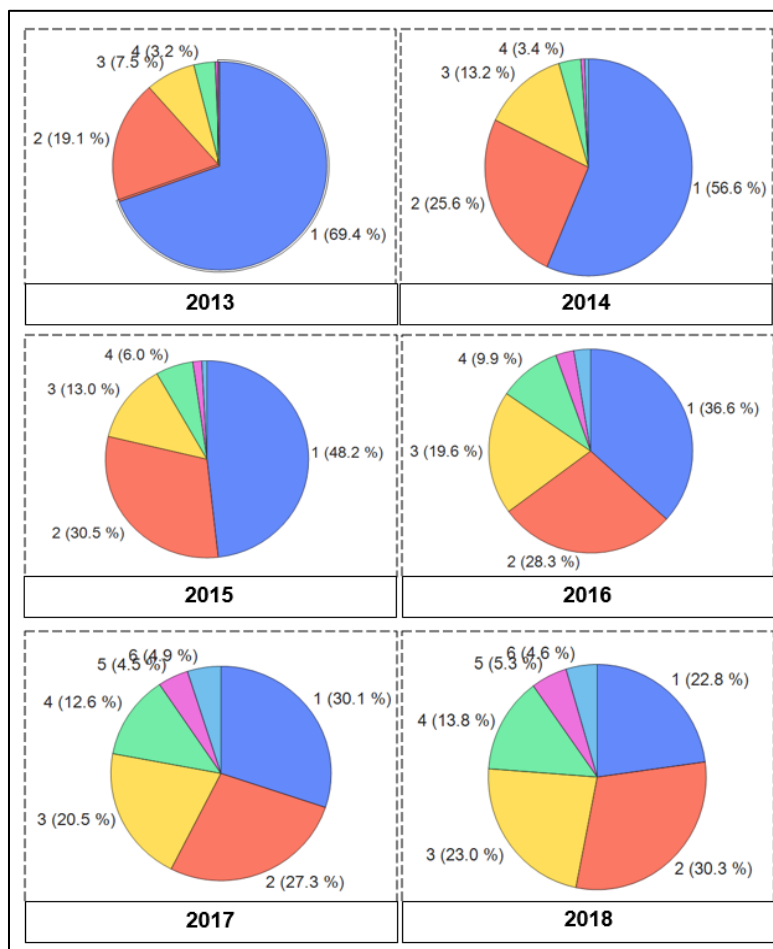 4 (3.2 %)
3 (7.5 %)
2 (19.1 %)
1 (69.4 %)
2013
4 (3.4 %)
3 (13.2 %)
1 (56.6 %)
2 (25.6 %)
2014
4 (6.0 %)
3 (13.0 %)
1 (48.2 %)
2 (30.5 %)
2015
4 (9.9 %)
1 (36.6 %)
3 (19.6 %)
2 (28.3 %)
2016
6 (4.9 %)
5 (4.5 %)
1 (30.1 %)
4 (12.6 %)
3 (20.5 %)
2 (27.3 %)
2017
6 (4.6 %)
5 (5.3 %)
1 (22.8 %)
4 (13.8 %)
3 (23.0 %)
2 (30.3 %)
2018